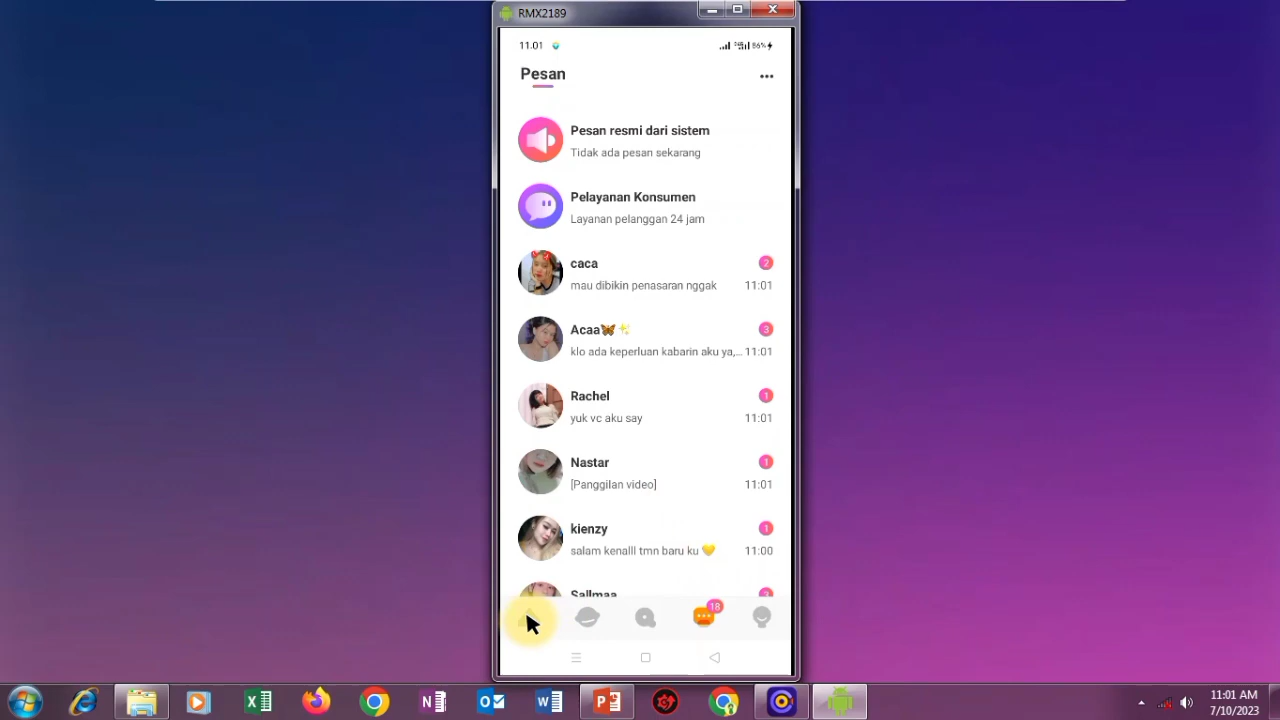 RMX2189
11.01
86%
Pesan
Pesan resmi dari sistem
Tidak ada pesan sekarang
Pelayanan Konsumen
Layanan pelanggan 24 jam
caca
2
mau dibikin penasaran nggak
11:01
Acaa🦋✨
3
klo ada keperluan kabarin aku ya,...
11:01
Rachel
1
yuk vc aku say
11:01
Nastar
1
[Panggilan video]
11:01
kienzy
1
salam kenalll tmn baru ku 💛
11:00
Sallmaa
18
11:01 AM
7/10/2023